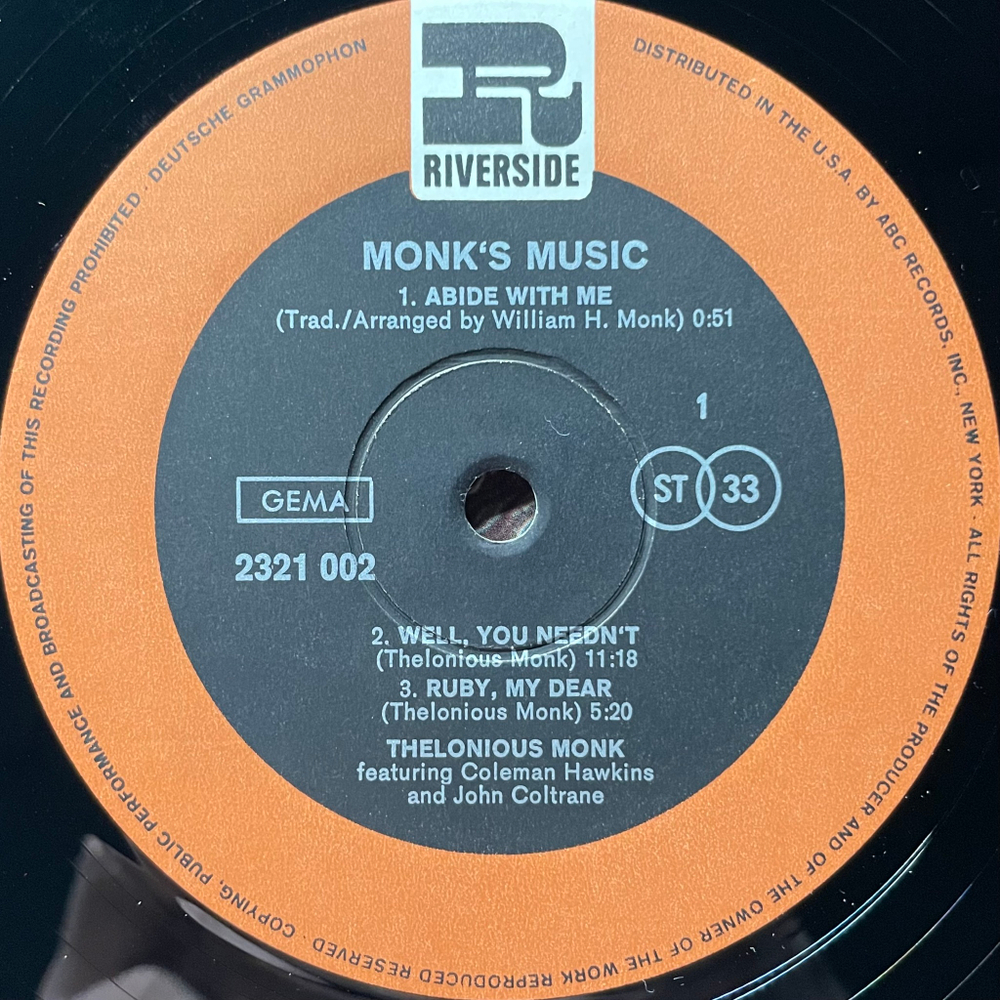 RIVERSIDE
MONK‘S MUSIC
1. ABIDE WITH ME
(Trad./Arranged by William H. Monk) 0:51
1
GEMA
ST 33
2321 002
2. WELL, YOU NEEDN‘T
(Thelonious Monk) 11:18
3. RUBY, MY DEAR
(Thelonious Monk) 5:20
THELONIOUS MONK
featuring Coleman Hawkins
and John Coltrane
DISTRIBUTED IN THE U.S.A. BY ABC RECORDS, INC., NEW YORK · ALL RIGHTS OF THE PRODUCER AND OF THE OWNER OF THE WORK REPRODUCED RESERVED · COPYING, PUBLIC PERFORMANCE AND BROADCASTING OF THIS RECORDING PROHIBITED · DEUTSCHE GRAMMOPHON